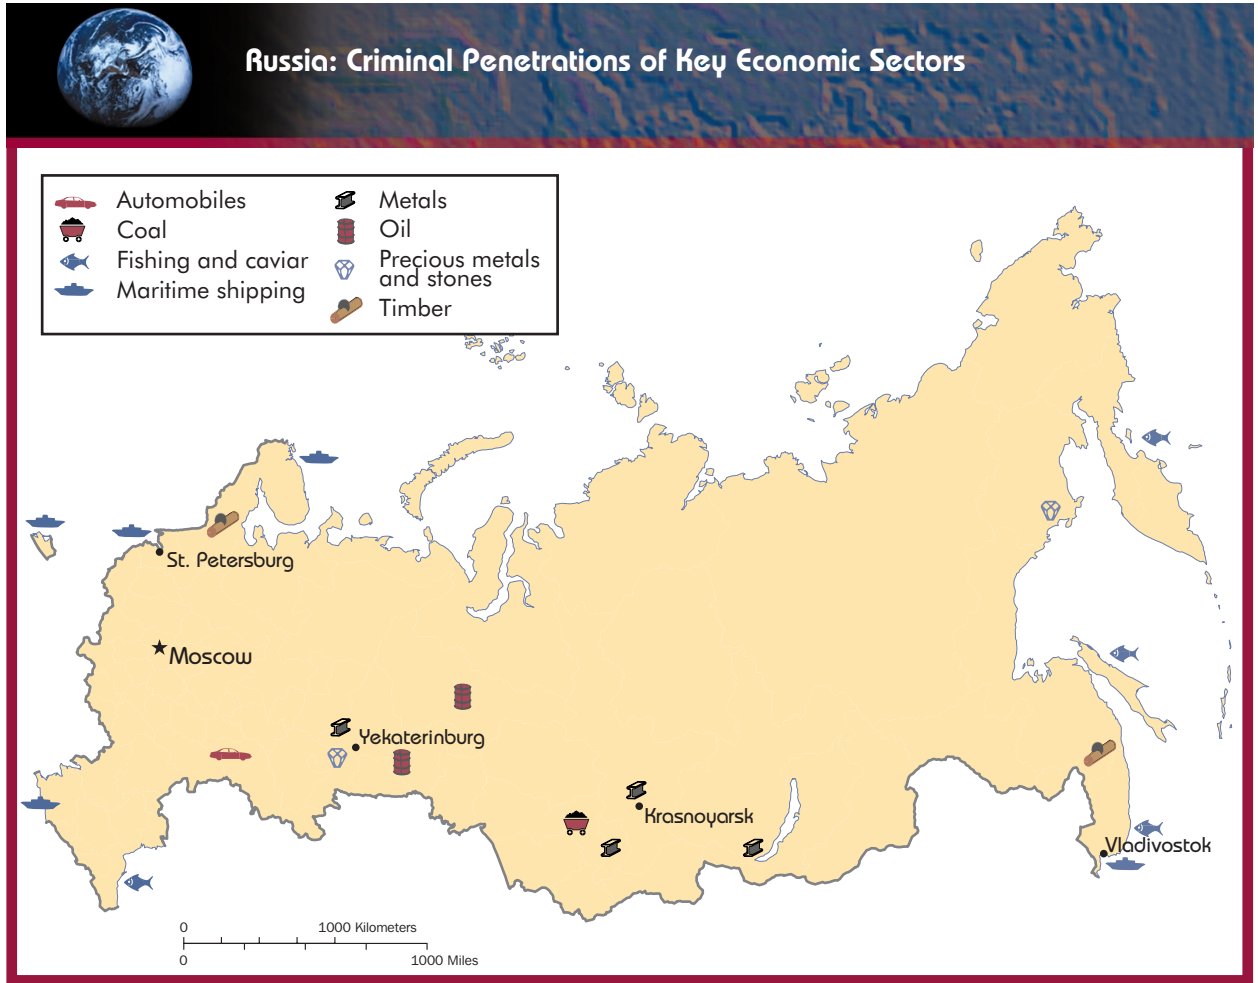 Russia: Criminal Penetrations of Key Economic Sectors
Automobiles
Coal
Fishing and caviar
Maritime shipping
Metals
Oil
Precious metals
and stones
Timber
St. Petersburg
Moscow
Yekaterinburg
Krasnoyarsk
Vladivostok
0 1000 Kilometers
0 1000 Miles